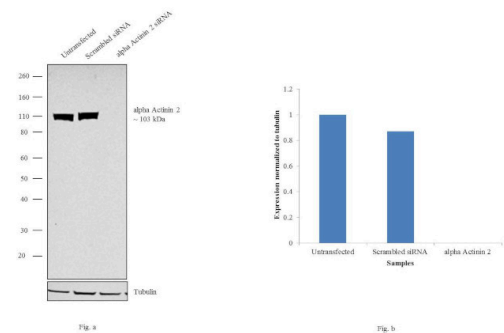 Untransfected
Scrambled siRNA
alpha Actinin 2 siRNA
260
160
110
80
60
50
40
30
20
alpha Actinin 2
~ 103 kDa
Tubulin
Fig. a
Expression normalized to tubulin
1.2
1
0.8
0.6
0.4
0.2
0
Untransfected Scrambled siRNA alpha Actinin 2
Samples
Fig. b